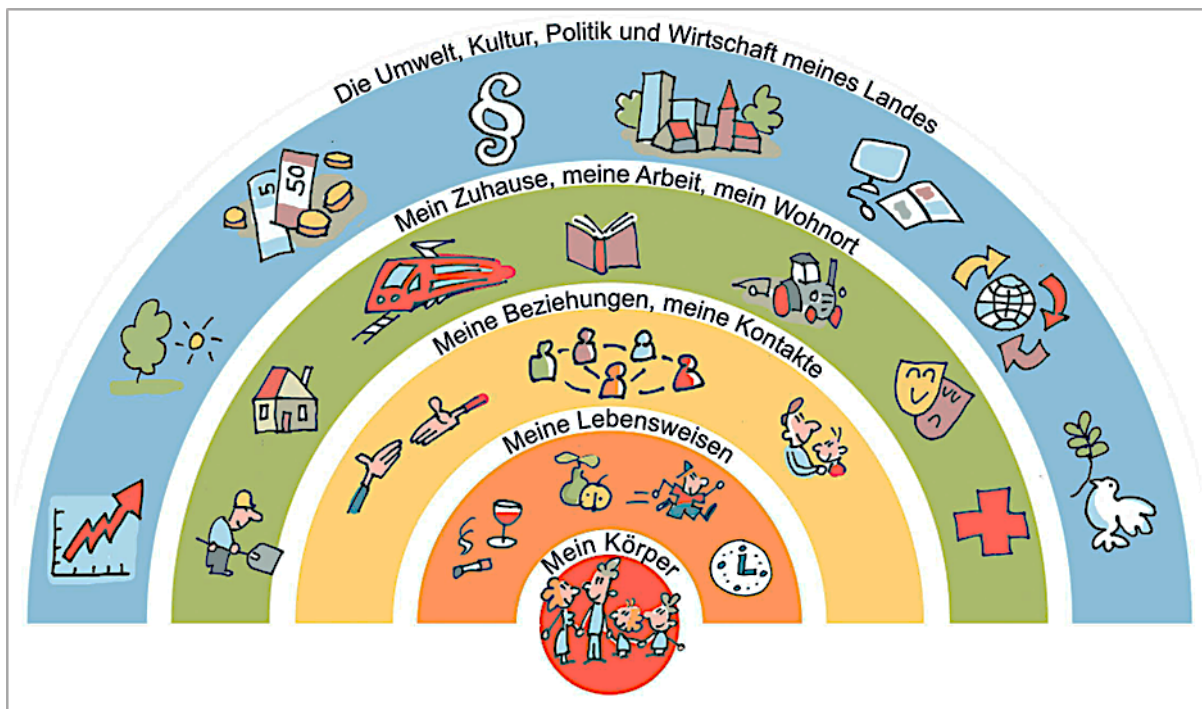 Die Umwelt, Kultur, Politik und Wirtschaft meines Landes
§
5
50
Mein Zuhause, meine Arbeit, mein Wohnort
Meine Beziehungen, meine Kontakte
Meine Lebensweisen
Mein Körper